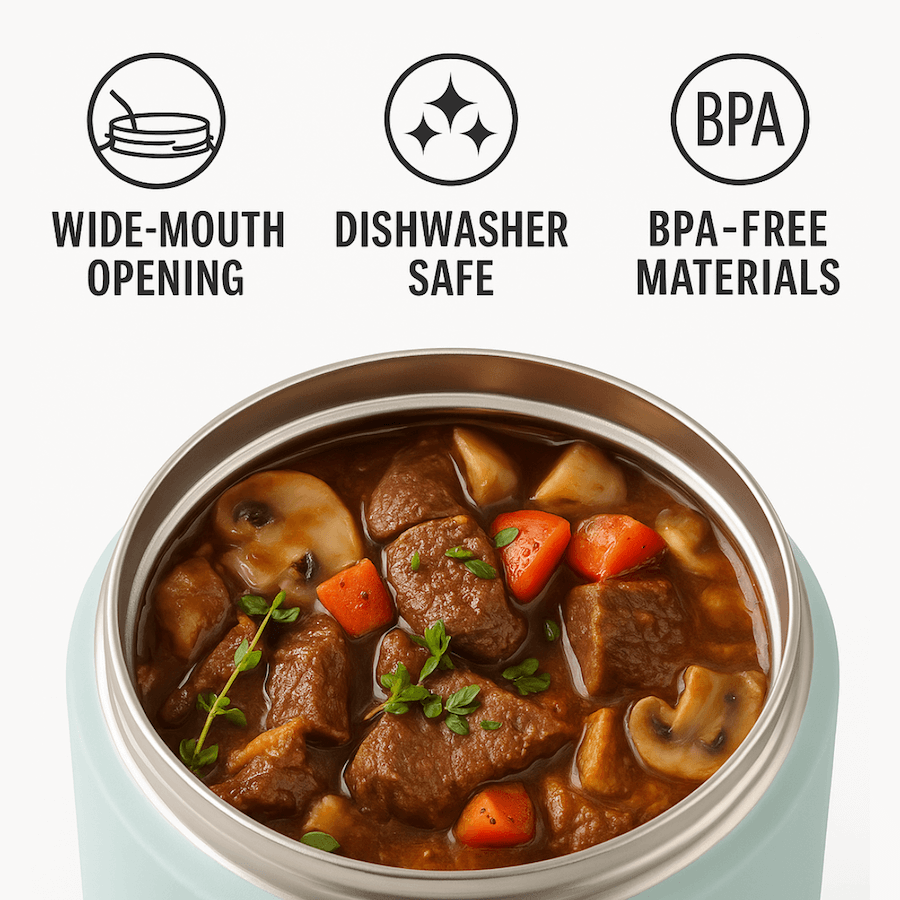 WIDE-MOUTH
OPENING
DISHWASHER
SAFE
BPA
BPA-FREE
MATERIALS